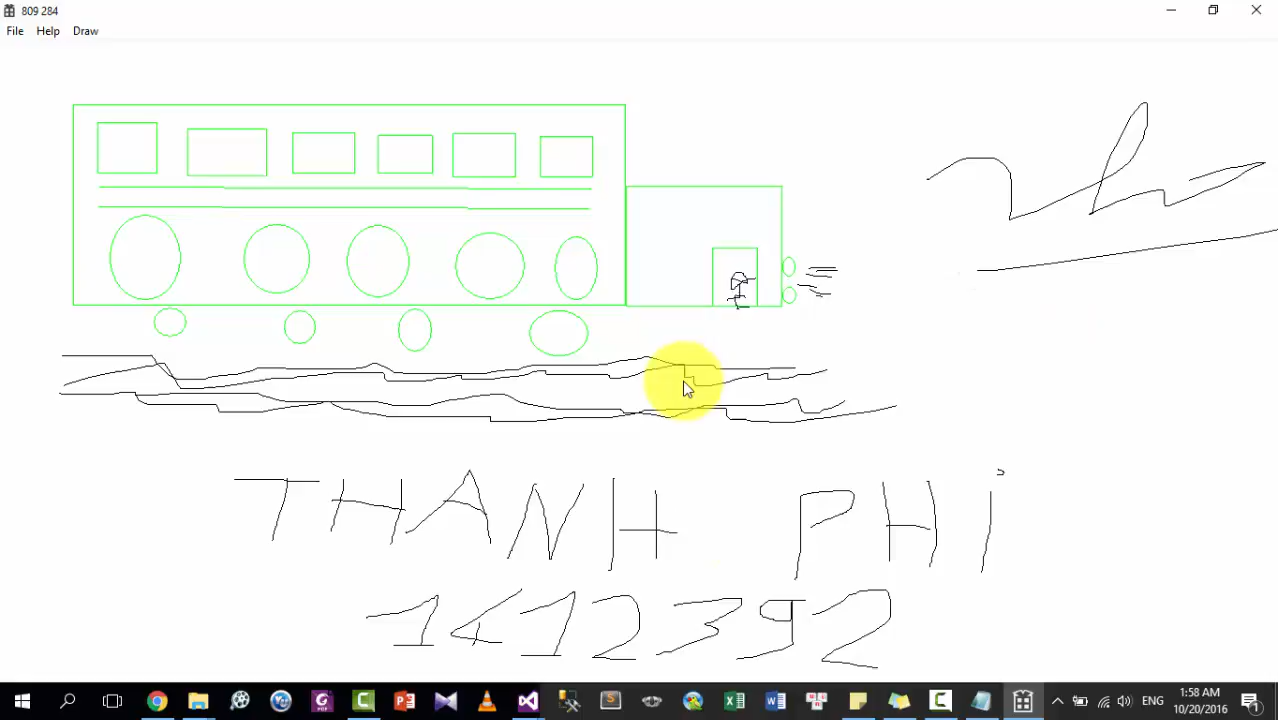 809 284
File Help Draw
THANH PHI
1412392
ENG
1:58 AM
10/20/2016